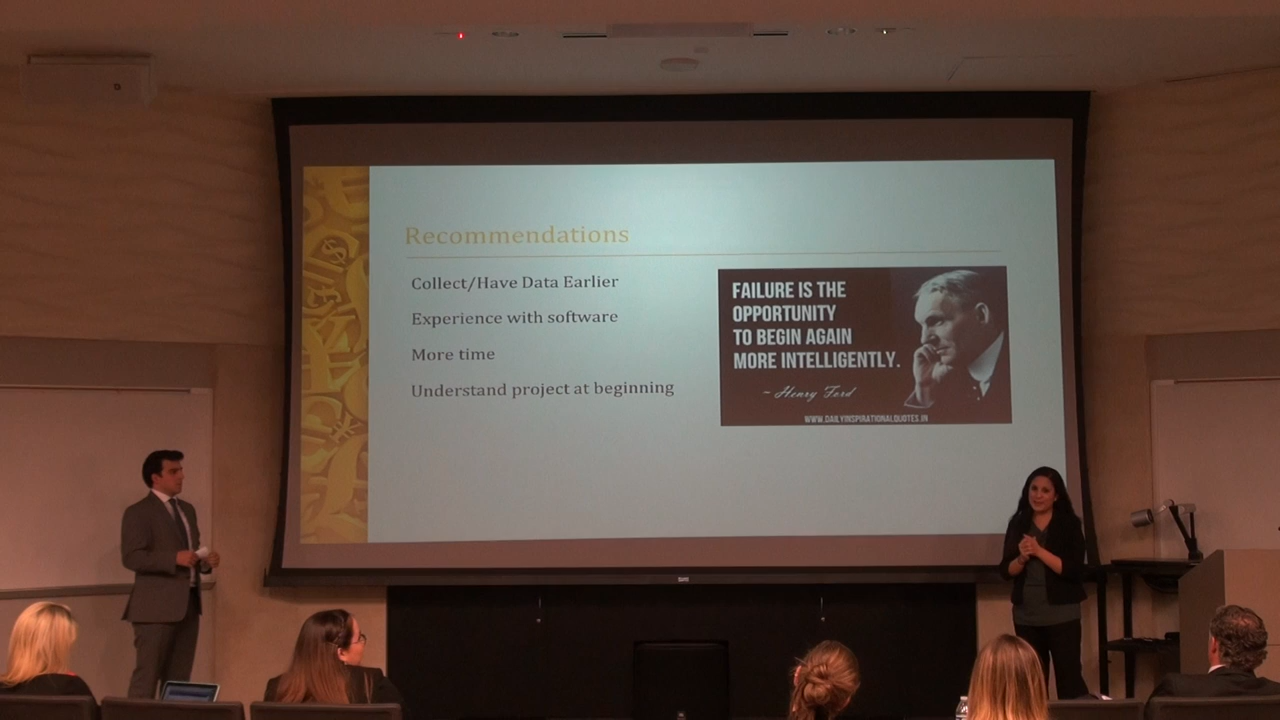 Recommendations
Collect/Have Data Earlier
Experience with software
More time
Understand project at beginning
FAILURE IS THE
OPPORTUNITY
TO BEGIN AGAIN
MORE INTELLIGENTLY.
~ Henry Ford
WWW.DAILYINSPIRATIONALQUOTES.IN